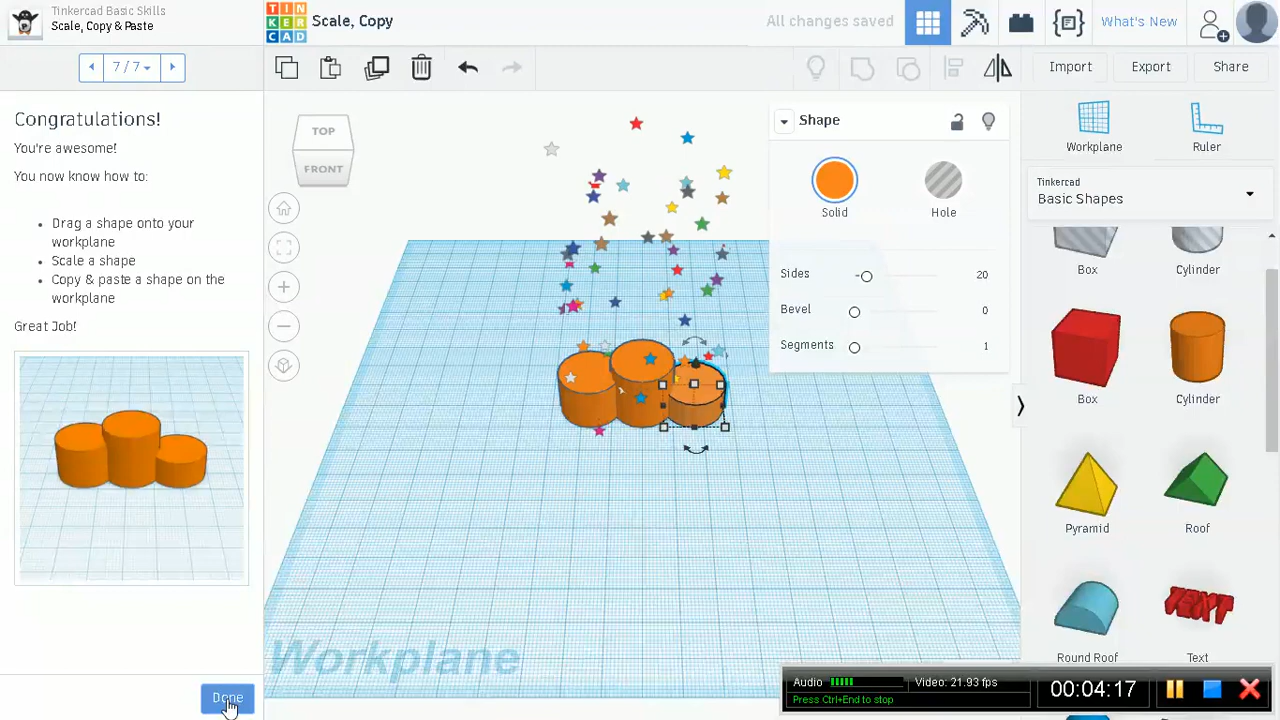 Tinkercad Basic Skills
Scale, Copy & Paste
7/7
Congratulations!
You're awesome!
You now know how to:
• Drag a shape onto your
workplane
• Scale a shape
• Copy & paste a shape on the
workplane
Great Job!
Done
TIN
KER
CAD
Scale, Copy
All changes saved
What's New
Import
Export
Share
TOP
FRONT
Workplane
Shape
Solid
Hole
Sides 20
Bevel 0
Segments 1
Workplane
Ruler
Tinkercad
Basic Shapes
Box
Cylinder
Box
Cylinder
Pyramid
Roof
TEXT
Round Roof
Text
Audio
Video: 21.93 fps
Press Ctrl+End to stop
00:04:17